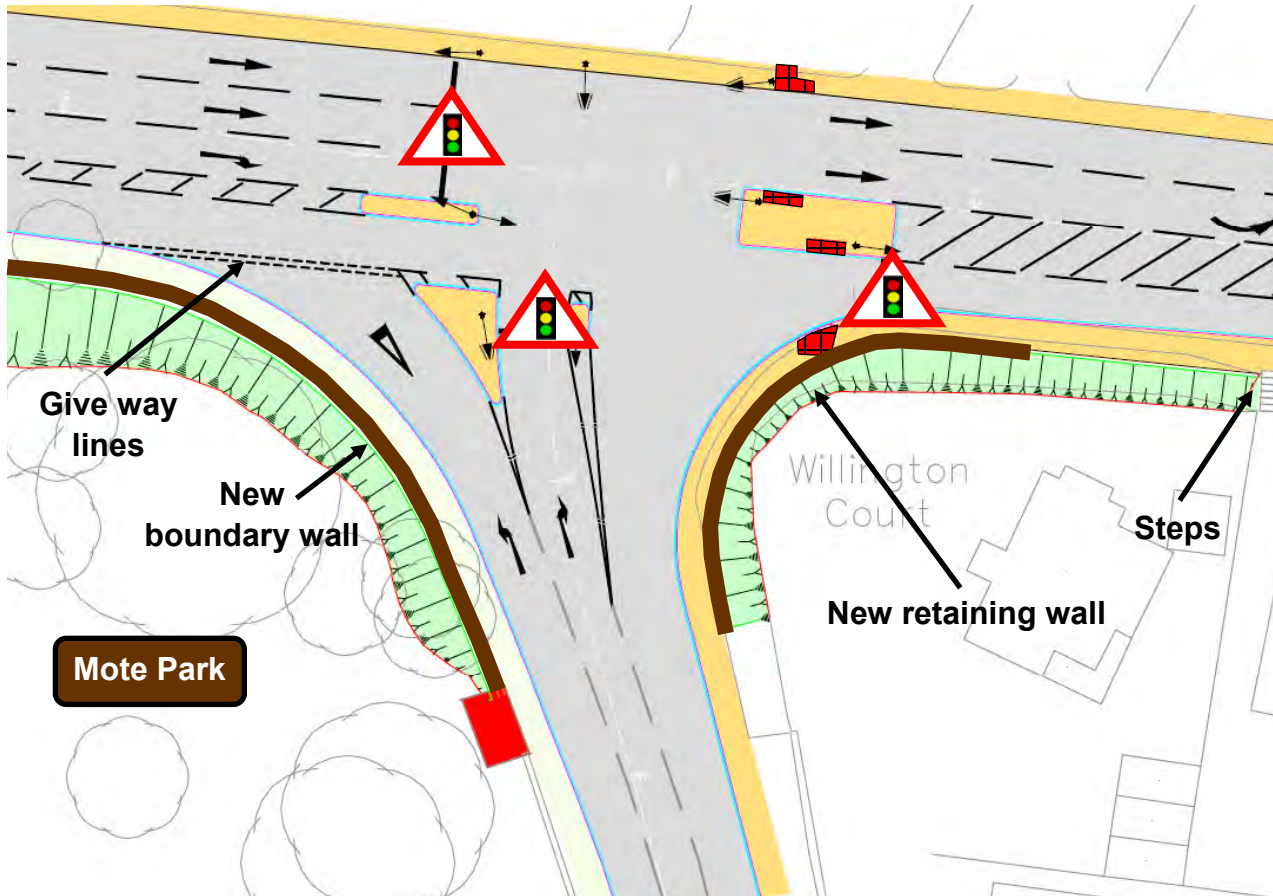 Give way
lines
New
boundary wall
Willington
Court
Steps
New retaining wall
Mote Park